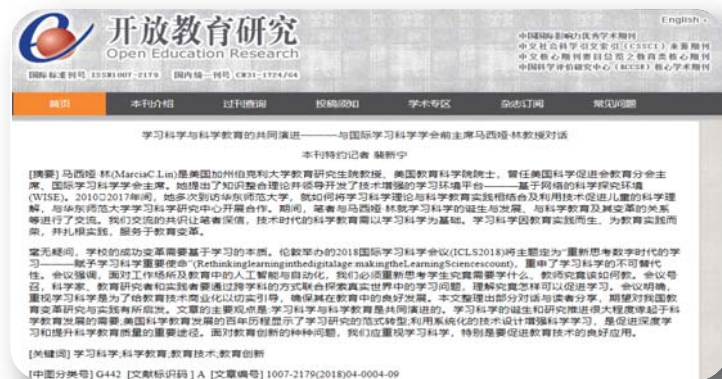 English
开放教育研究
Open Education Research
国际标准刊号 ISSN1007-2179 国内统一刊号 CN31-1724/G4
中国国际影响力优秀学术期刊
中文社会科学引文索引(CSSCI)来源期刊
中文核心期刊要目总览之教育类核心期刊
中国科学评价研究中心(RCCSE)核心学术期刊
首页 本刊介绍 过刊查询 投稿须知 学术专区 杂志订阅 常见问题
学习科学与科学教育的共同演进———与国际学习科学学会前主席马西娅·林教授对话
本刊特约记者 裴新宁
[摘要] 马西娅·林(MarciaC.Lin)是美国加州伯克利大学教育研究生院教授、美国教育科学院院士，曾任美国科学促进会教育分会主
席、国际学习科学学会主席。她提出了知识整合理论并领导开发了技术增强的学习环境平台———基于网络的科学探究环境
(WISE)。2010至2017年间，她多次到访华东师范大学，就如何将学习科学理论与科学教育实践相结合及利用技术促进儿童的科学理
解，与华东师范大学学习科学研究中心开展合作。期间，笔者与马西娅·林就学习科学的诞生与发展、与科学教育及其变革的关系
等进行了交流。我们交流的共识让笔者深信，技术时代的科学教育需以学习科学为基础。学习科学因教育实践而生、为教育实践而
荣，并扎根实践，服务于教育变革。
毫无疑问，学校的成功变革需要基于学习的本质。伦敦举办的2018国际学习科学会议(ICLS2018)将主题定为“重新思考数字时代的学
习———赋予学习科学重要使命”(Rethinkinglearninginthedigitalage.makingtheLearningSciencescount)，重申了学习科学的不可替代
性。会议强调，面对工作场所及教育中的人工智能与自动化，我们必须重新思考学生究竟需要学什么、教师究竟该如何教。会议号
召，科学家、教育研究者和实践者要通过跨学科的方式联合探索真实世界中的学习问题，理解究竟怎样可以促进学习。会议明确，
重视学习科学是为了给教育技术商业化以切实引导，确保其在教育中的良好发展。本文整理出部分对话与读者分享，期望对我国教
育变革研究与实践有所启发。文章的主要观点是:学习科学与科学教育是共同演进的。学习科学的诞生和研究推进很大程度缘起于科
学教育发展的需要;美国科学教育发展的百年历程显示了学习研究的范式转型;利用系统化的技术设计增强科学学习，是促进深度学
习和提升科学教育质量的重要途径。面对教育创新的种种问题，我们应重视学习科学，特别是要促进教育技术的良好应用。
[关键词] 学习科学;科学教育;教育技术;教育创新
[中图分类号] G442 [文献标识码] A [文章编号] 1007-2179(2018)04-0004-09